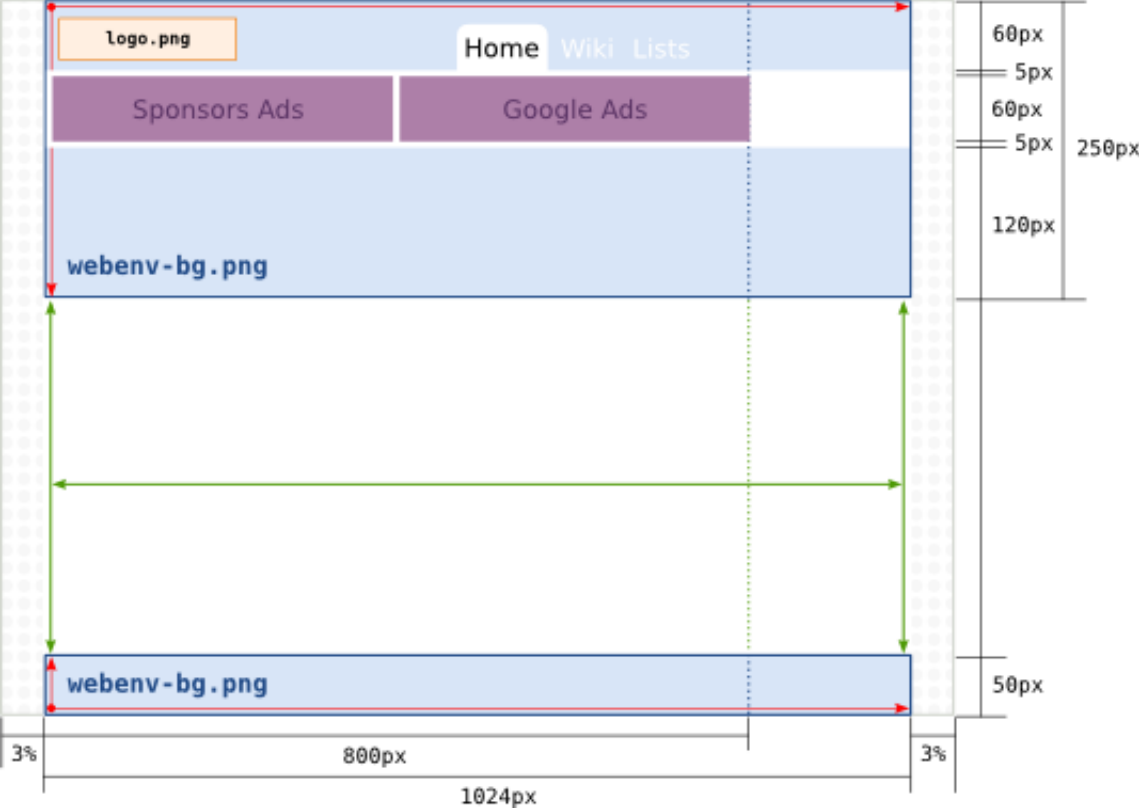 60px
logo.png
Home Wiki Lists
5px
Sponsors Ads Google Ads
60px
5px
250px
120px
webenv-bg.png
webenv-bg.png
50px
3% 800px 3%
1024px